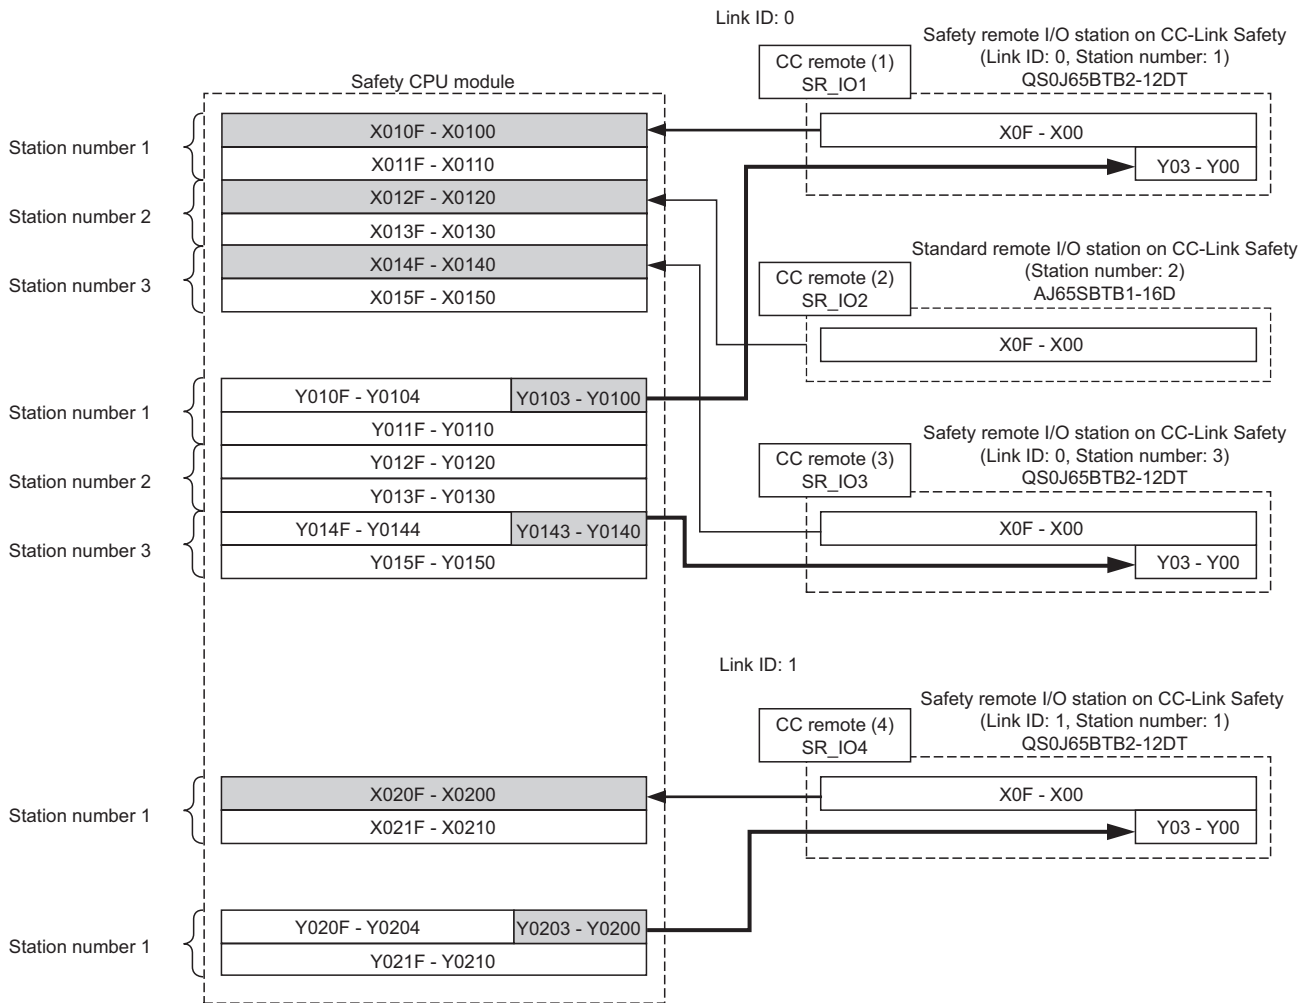 Link ID: 0
Safety CPU module
Station number 1
X010F - X0100
X011F - X0110
Station number 2
X012F - X0120
X013F - X0130
Station number 3
X014F - X0140
X015F - X0150
Station number 1
Y010F - Y0104
Y0103 - Y0100
Y011F - Y0110
Station number 2
Y012F - Y0120
Y013F - Y0130
Station number 3
Y014F - Y0144
Y0143 - Y0140
Y015F - Y0150
CC remote (1)
SR_IO1
Safety remote I/O station on CC-Link Safety
(Link ID: 0, Station number: 1)
QS0J65BTB2-12DT
X0F - X00
Y03 - Y00
CC remote (2)
SR_IO2
Standard remote I/O station on CC-Link Safety
(Station number: 2)
AJ65SBTB1-16D
X0F - X00
CC remote (3)
SR_IO3
Safety remote I/O station on CC-Link Safety
(Link ID: 0, Station number: 3)
QS0J65BTB2-12DT
X0F - X00
Y03 - Y00
Link ID: 1
Station number 1
X020F - X0200
X021F - X0210
Station number 1
Y020F - Y0204
Y0203 - Y0200
Y021F - Y0210
CC remote (4)
SR_IO4
Safety remote I/O station on CC-Link Safety
(Link ID: 1, Station number: 1)
QS0J65BTB2-12DT
X0F - X00
Y03 - Y00